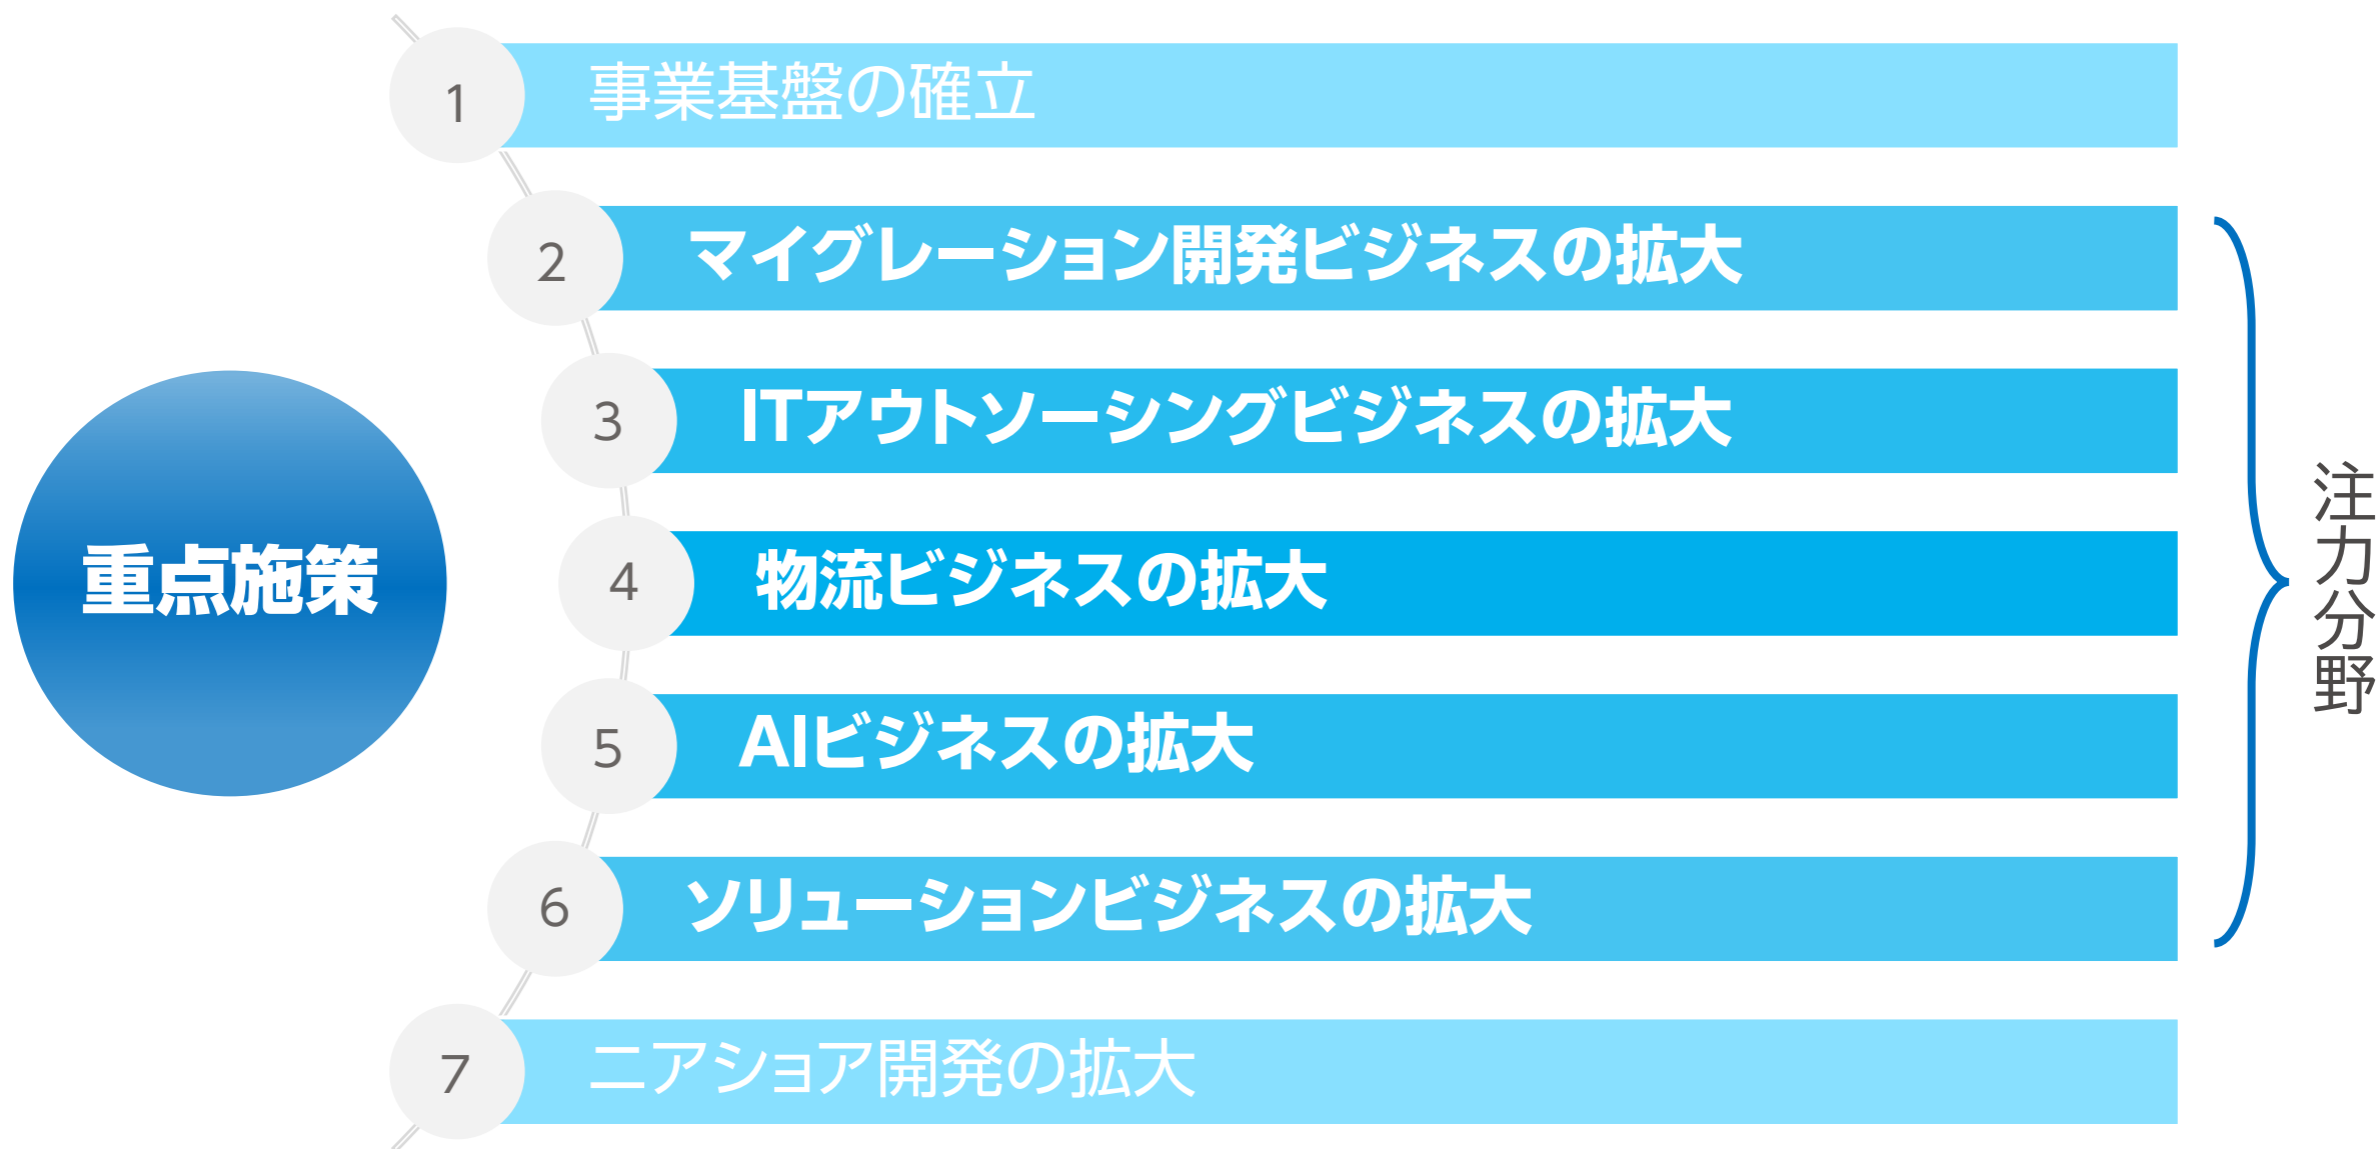 重点施策
1
事業基盤の確立
2
マイグレーション開発ビジネスの拡大
3
ITアウトソーシングビジネスの拡大
4
物流ビジネスの拡大
5
AIビジネスの拡大
6
ソリューションビジネスの拡大
7
ニアショア開発の拡大
注力分野